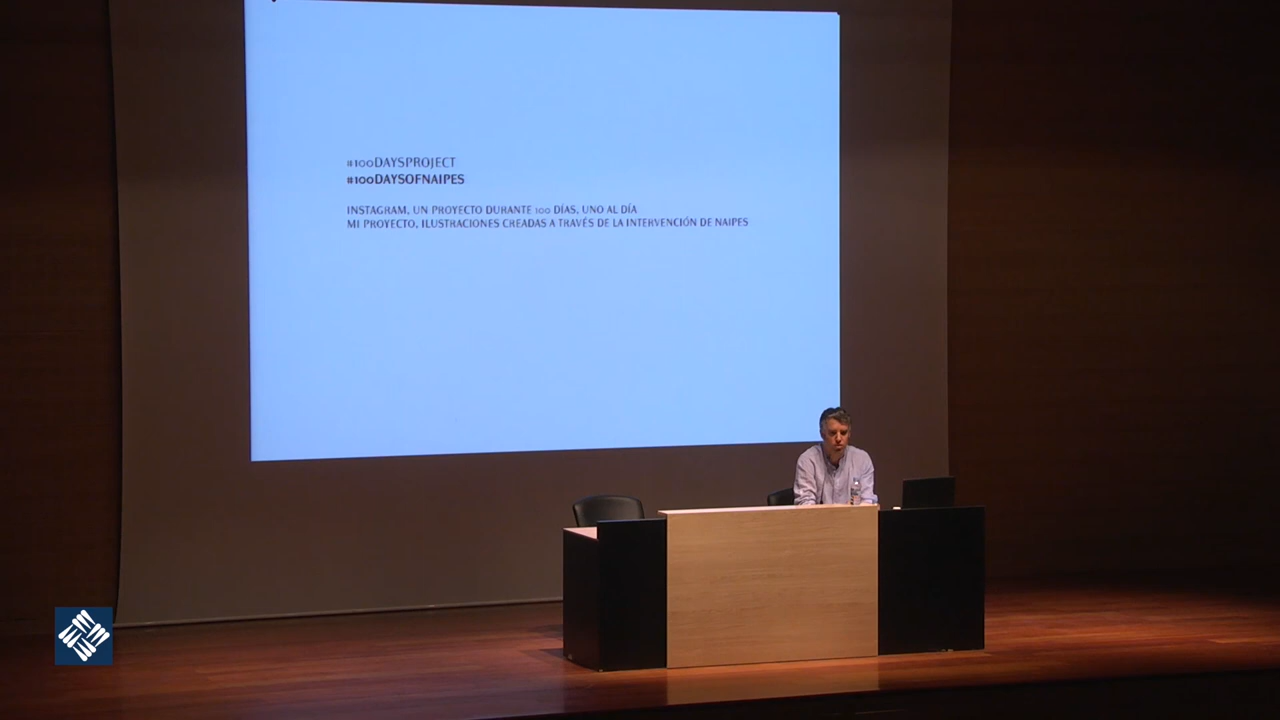 #100DAYSPROJECT
#100DAYSOFNAIPES
INSTAGRAM, UN PROYECTO DURANTE 100 DÍAS, UNO AL DÍA
MI PROYECTO, ILUSTRACIONES CREADAS A TRAVÉS DE LA INTERVENCIÓN DE NAIPES